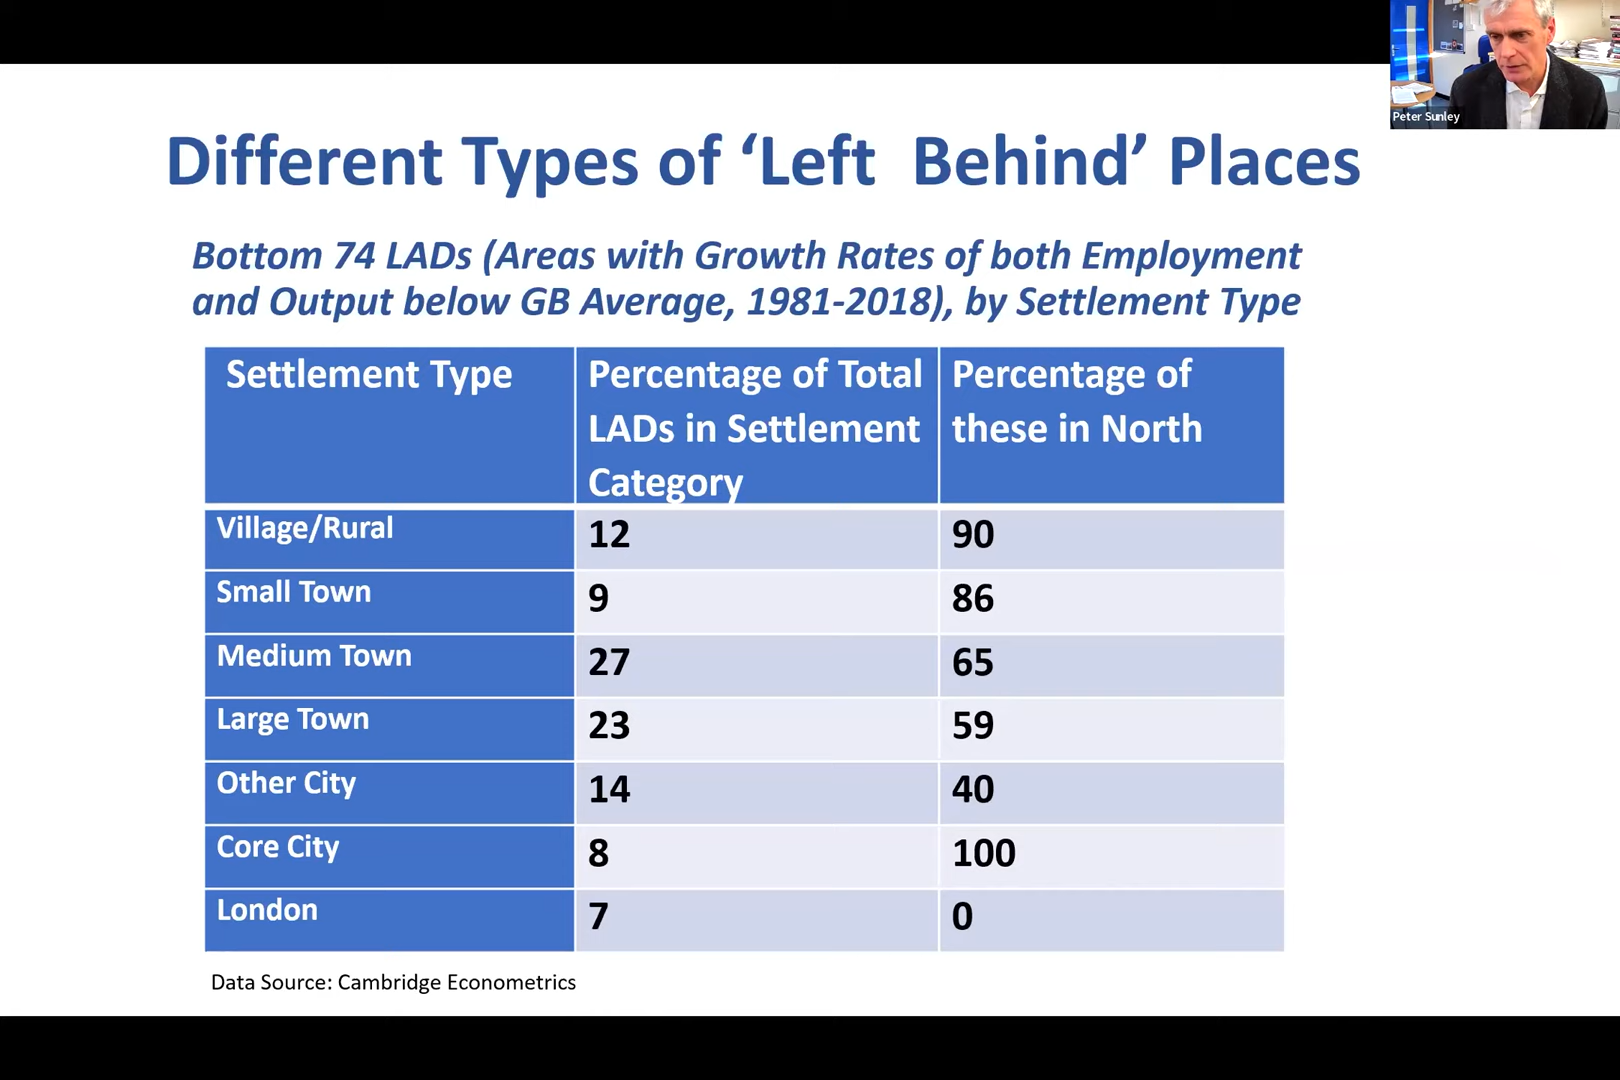 Peter Sunley
Different Types of ‘Left Behind’ Places
Bottom 74 LADs (Areas with Growth Rates of both Employment
and Output below GB Average, 1981-2018), by Settlement Type
Settlement Type
Percentage of Total
LADs in Settlement
Category
Percentage of
these in North
Village/Rural 12 90
Small Town 9 86
Medium Town 27 65
Large Town 23 59
Other City 14 40
Core City 8 100
London 7 0
Data Source: Cambridge Econometrics